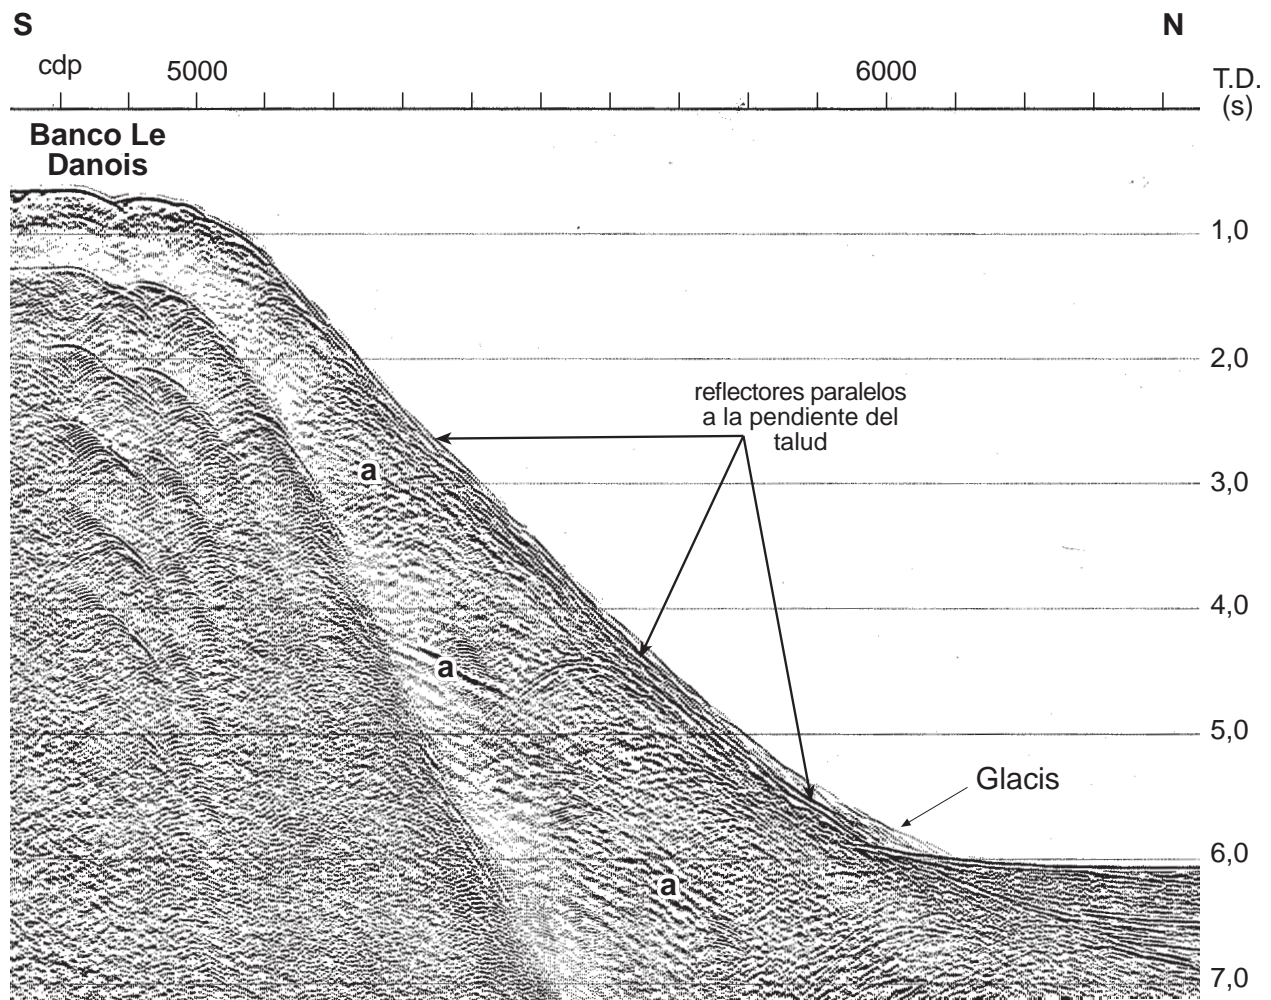 S
N
cdp
5000
6000
T.D.
(s)
Banco Le
Danois
1,0
2,0
reflectores paralelos
a la pendiente del
talud
a
3,0
4,0
a
5,0
Glacis
6,0
a
7,0